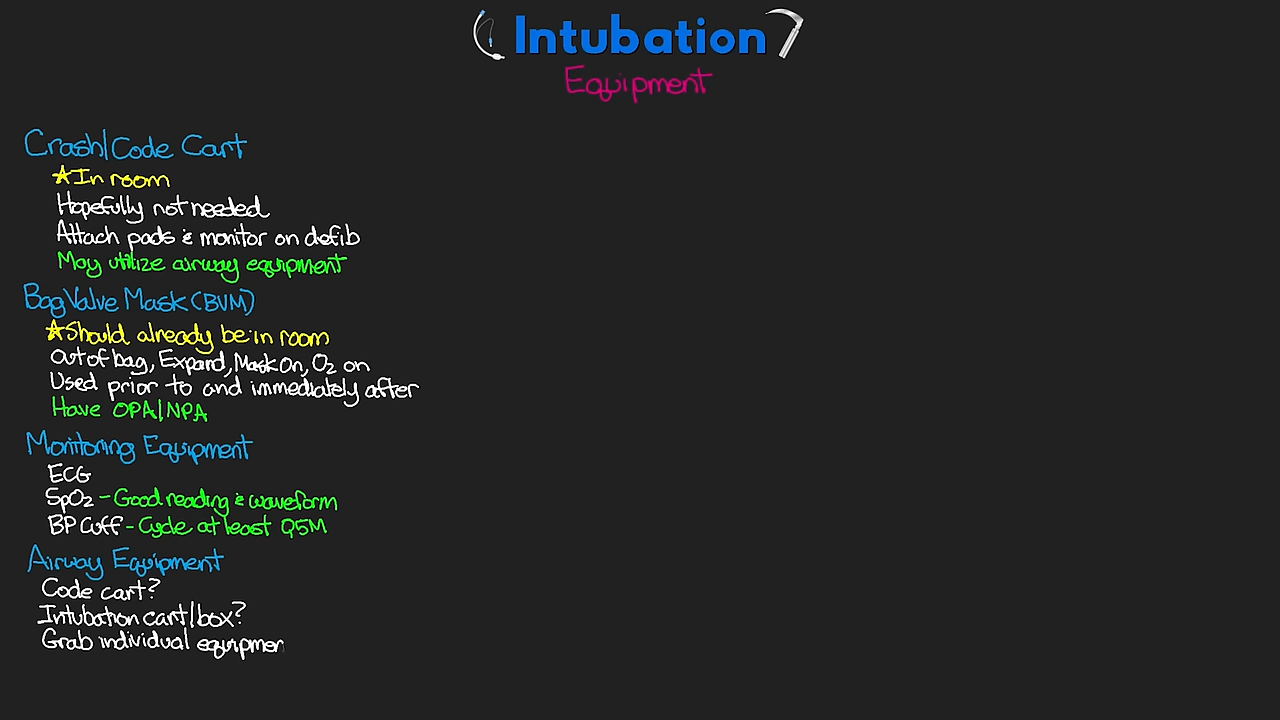 Intubation
Equipment
Crash/Code Cart
★In room
Hopefully not needed
Attach pads & monitor on defib
May utilize airway equipment
Bag Valve Mask (BVM)
★Should already be in room
Out of bag, Expand, Mask On, O2 on
Used prior to and immediately after
Have OPA/NPA
Monitoring Equipment
ECG
SpO2 - Good reading & waveform
BP Cuff - Cycle at least Q5M
Airway Equipment
Code cart?
Intubation cart/box?
Grab individual equipmen